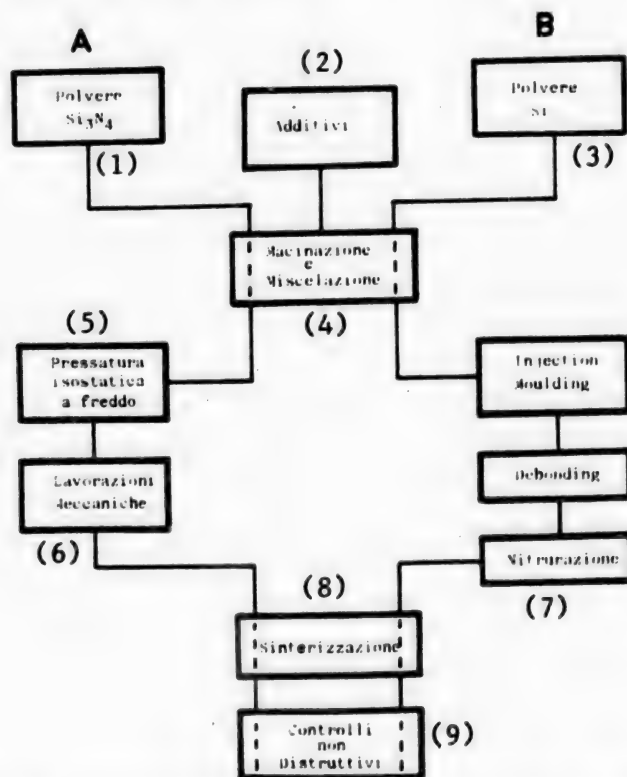 A
B
(2)
Polvere
Si₃N₄
Additivi
Polvere
Si
(1)
(3)
Macinazione
e
Miscelazione
(4)
(5)
Pressatura
isostatica
a freddo
Injection
Moulding
Lavorazioni
Meccaniche
Debonding
(6)
Nitrurazione
(7)
(8)
Sinterizzazione
Controlli
non
Distruttivi
(9)